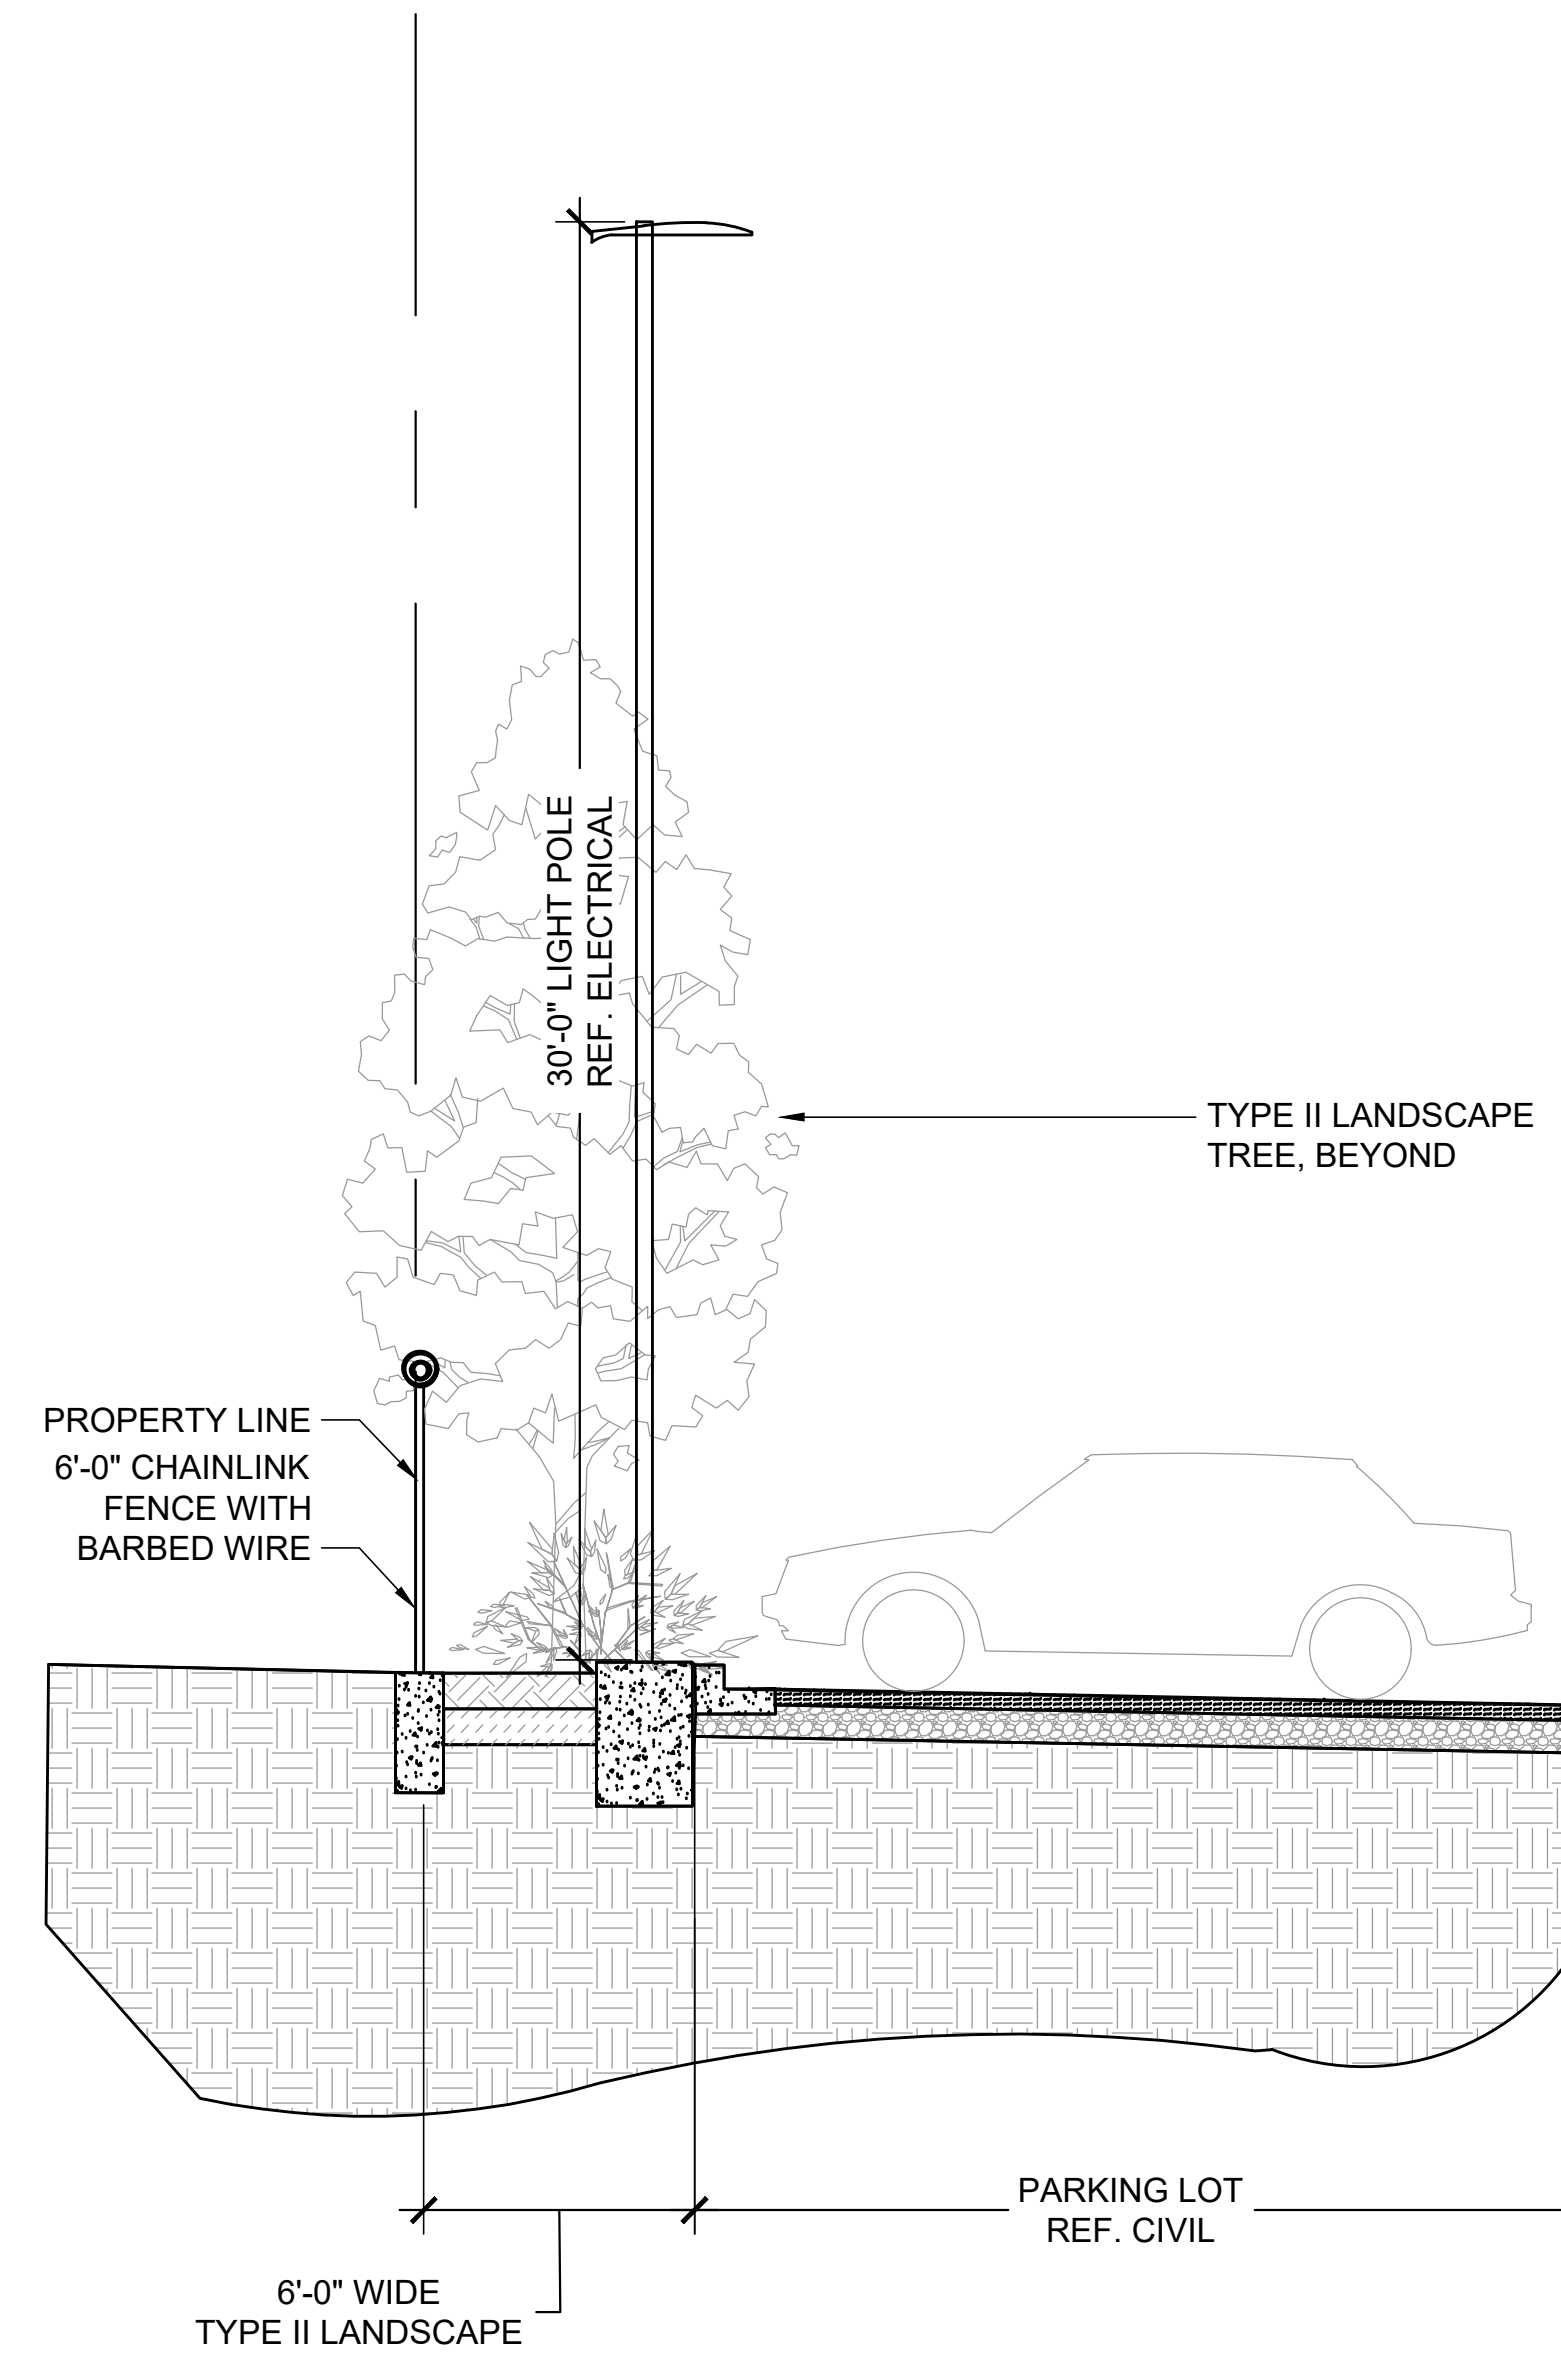 30'-0" LIGHT POLE
REF. ELECTRICAL
TYPE II LANDSCAPE
TREE, BEYOND
PROPERTY LINE
6'-0" CHAINLINK
FENCE WITH
BARBED WIRE
PARKING LOT
REF. CIVIL
6'-0" WIDE
TYPE II LANDSCAPE